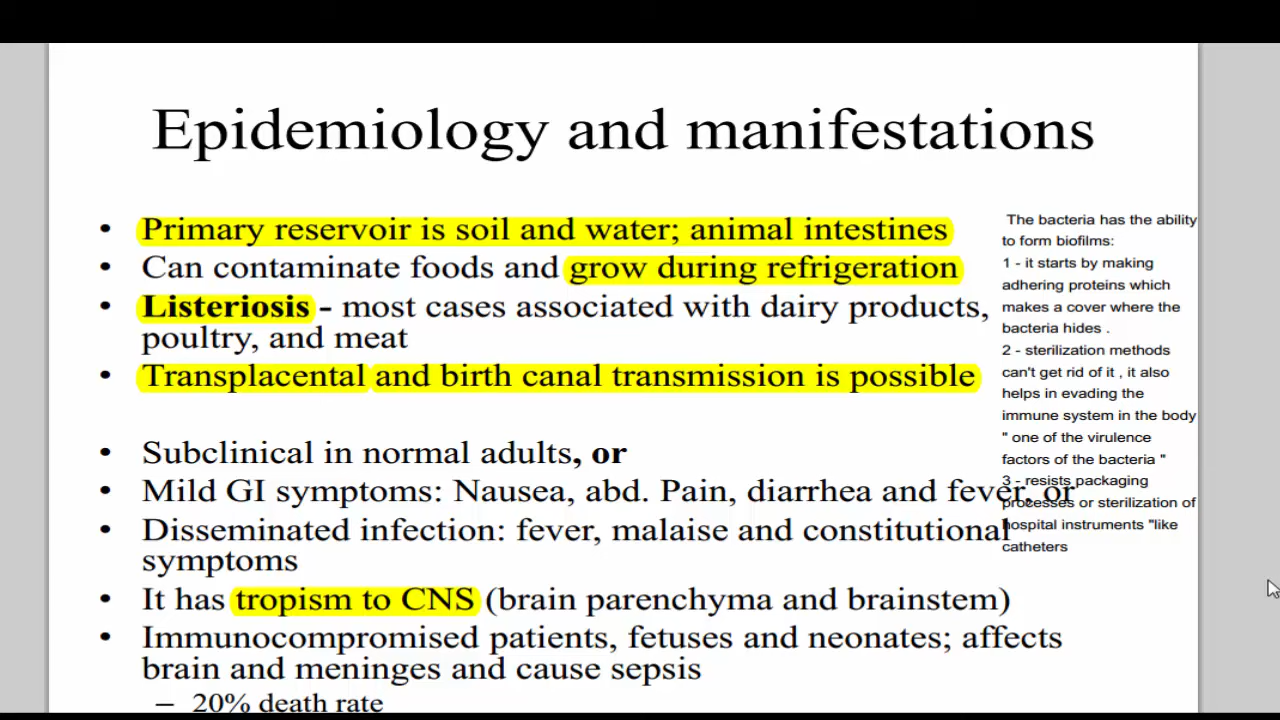 Epidemiology and manifestations
• Primary reservoir is soil and water; animal intestines
• Can contaminate foods and grow during refrigeration
• Listeriosis - most cases associated with dairy products,
poultry, and meat
• Transplacental and birth canal transmission is possible
• Subclinical in normal adults, or
• Mild GI symptoms: Nausea, abd. Pain, diarrhea and fever, or
• Disseminated infection: fever, malaise and constitutional
symptoms
• It has tropism to CNS (brain parenchyma and brainstem)
• Immunocompromised patients, fetuses and neonates; affects
brain and meninges and cause sepsis
– 20% death rate
The bacteria has the ability
to form biofilms:
1 - it starts by making
adhering proteins which
makes a cover where the
bacteria hides .
2 - sterilization methods
can't get rid of it , it also
helps in evading the
immune system in the body
" one of the virulence
factors of the bacteria "
3 - resists packaging
processes or sterilization of
hospital instruments "like
catheters